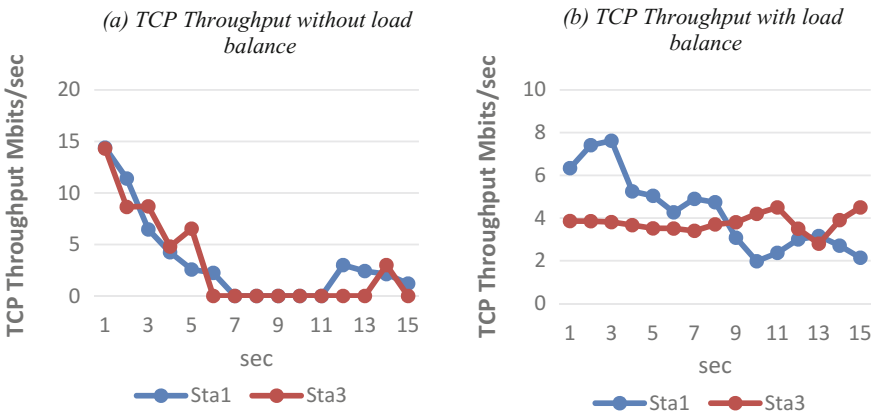 (a) TCP Throughput without load
balance
TCP Throughput Mbits/sec
20
15
10
5
0
1 3 5 7 9 11 13 15
sec
Sta1 Sta3
(b) TCP Throughput with load
balance
TCP Throughput Mbits/sec
10
8
6
4
2
0
1 3 5 7 9 11 13 15
sec
Sta1 Sta3